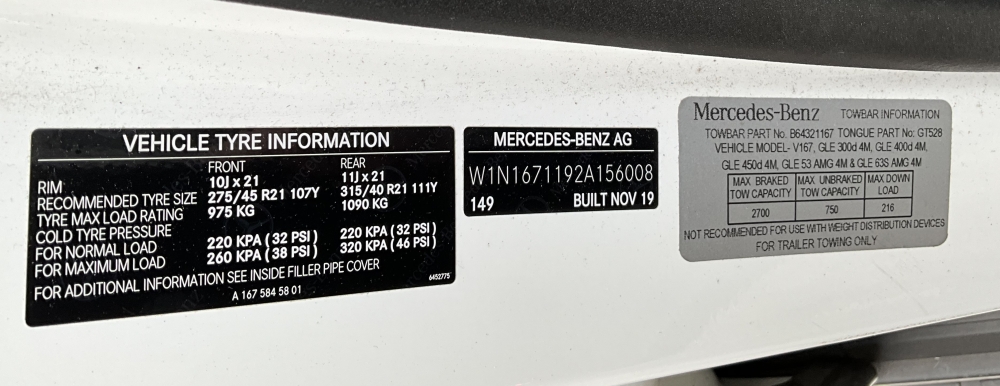 VEHICLE TYRE INFORMATION
FRONT REAR
RIM 10J x 21 11J x 21
RECOMMENDED TYRE SIZE 275/45 R21 107Y 315/40 R21 111Y
TYRE MAX LOAD RATING 975 KG 1090 KG
COLD TYRE PRESSURE
FOR NORMAL LOAD 220 KPA ( 32 PSI ) 220 KPA ( 32 PSI )
FOR MAXIMUM LOAD 260 KPA ( 38 PSI ) 320 KPA ( 46 PSI )
FOR ADDITIONAL INFORMATION SEE INSIDE FILLER PIPE COVER
6452775
A 167 584 58 01
MERCEDES-BENZ AG
W1N1671192A156008
149 BUILT NOV 19
Mercedes-Benz TOWBAR INFORMATION
TOWBAR PART No. B64321167 TONGUE PART No: GT528
VEHICLE MODEL- V167, GLE 300d 4M, GLE 400d 4M,
GLE 450d 4M, GLE 53 AMG 4M & GLE 63S AMG 4M
MAX BRAKED TOW CAPACITY MAX UNBRAKED TOW CAPACITY MAX DOWN LOAD
2700 750 216
NOT RECOMMENDED FOR USE WITH WEIGHT DISTRIBUTION DEVICES
FOR TRAILER TOWING ONLY